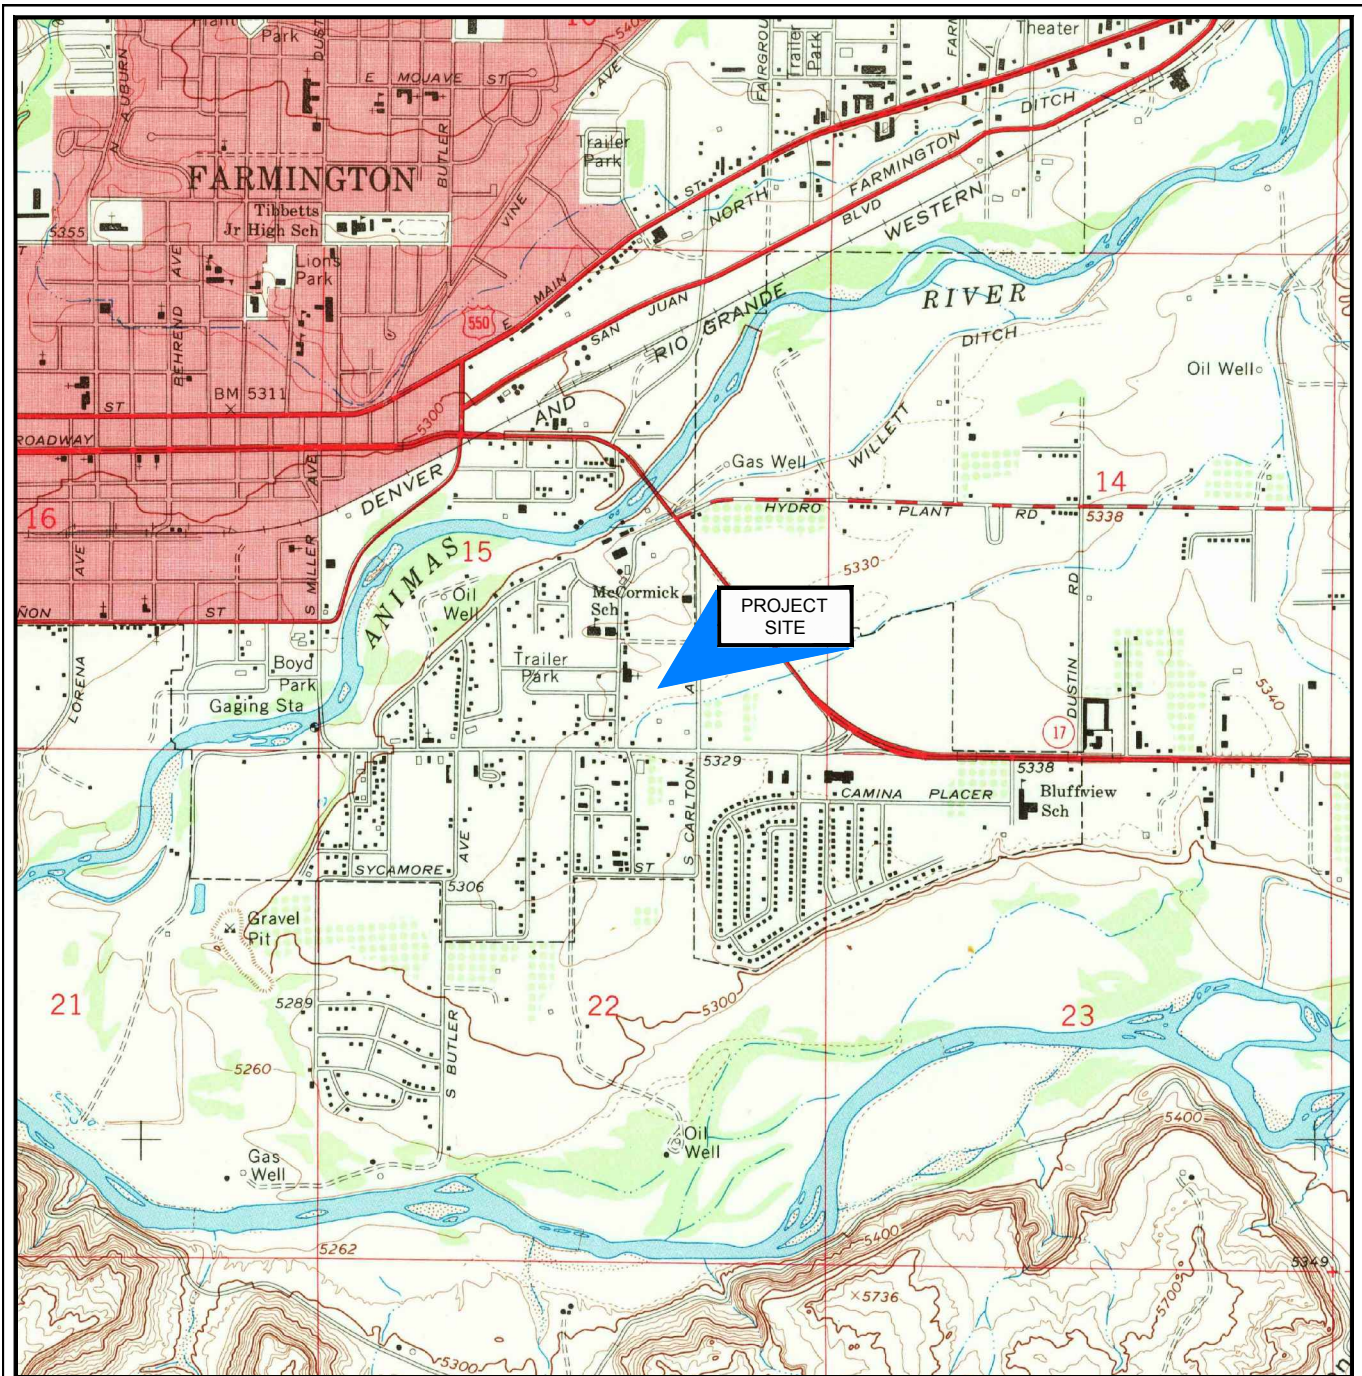 Park
DUST
540
10
Theater
AUBURN
N
E MOJAVE ST
AVE
FAIRGROU
Trailer
Park
FARM
DITCH
BUTLER
Trailer
Park
FARMINGTON
VINE
ST
NORTH
FARMINGTON
BLVD
WESTERN
Tibbetts
Jr High Sch
5355
Lions
Park
BEHREND AVE
E MAIN
550
SAN JUAN
RIO GRANDE
RIVER
DITCH
Oil Well
BM 5311
ST
5300
AND
ROADWAY
WILLETT
Gas Well
DENVER
14
16
HYDRO PLANT RD
5338
AVE
S MILLER AVE
15
ANIMAS
5330
Oil
Well
McCormick
Sch
PROJECT
SITE
ST
RD
DUSTIN
LORENA
Boyd
Park
Gaging Sta
Trailer
Park
A
5340
17
5329
5338
CAMINA PLACER
Bluffview
Sch
S CARLTON
SYCAMORE
AVE
ST
5306
Gravel
Pit
21
5289
22
5300
23
5260
S BUTLER
5400
Oil
Well
Gas
Well
5262
5400
5349
×5736
5700
5300